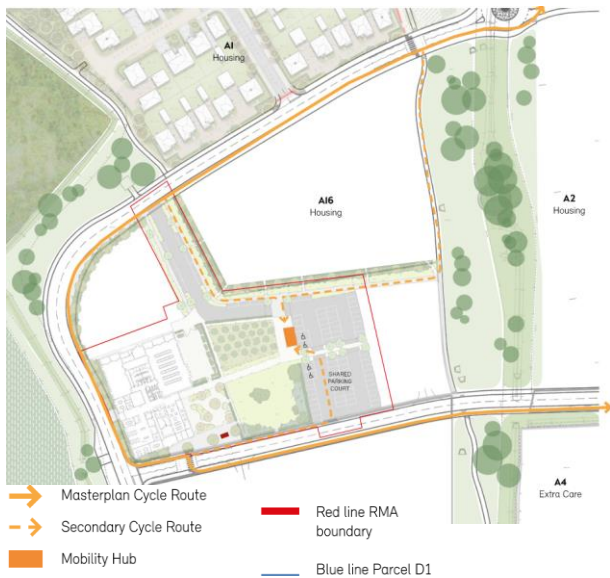 A1
Housing
A16
Housing
A2
Housing
SHARED
PARKING
COURT
A4
Extra Care
Masterplan Cycle Route
Secondary Cycle Route
Mobility Hub
Red line RMA
boundary
Blue line Parcel D1